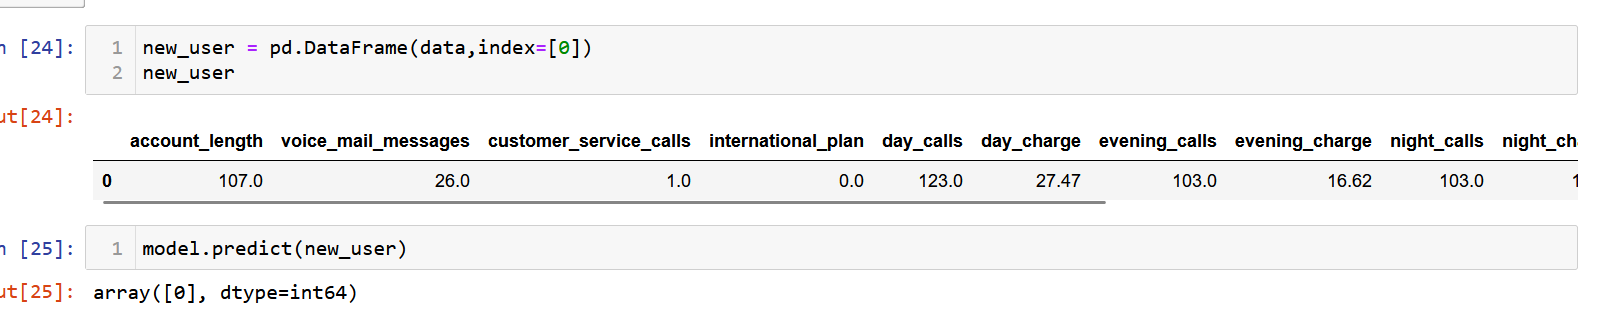 [24]:
1 new_user = pd.DataFrame(data,index=[0])
2 new_user
ut[24]:
account_length voice_mail_messages customer_service_calls international_plan day_calls day_charge evening_calls evening_charge night_calls night_ch
0 107.0 26.0 1.0 0.0 123.0 27.47 103.0 16.62 103.0 1
[25]:
1 model.predict(new_user)
ut[25]: array([0], dtype=int64)